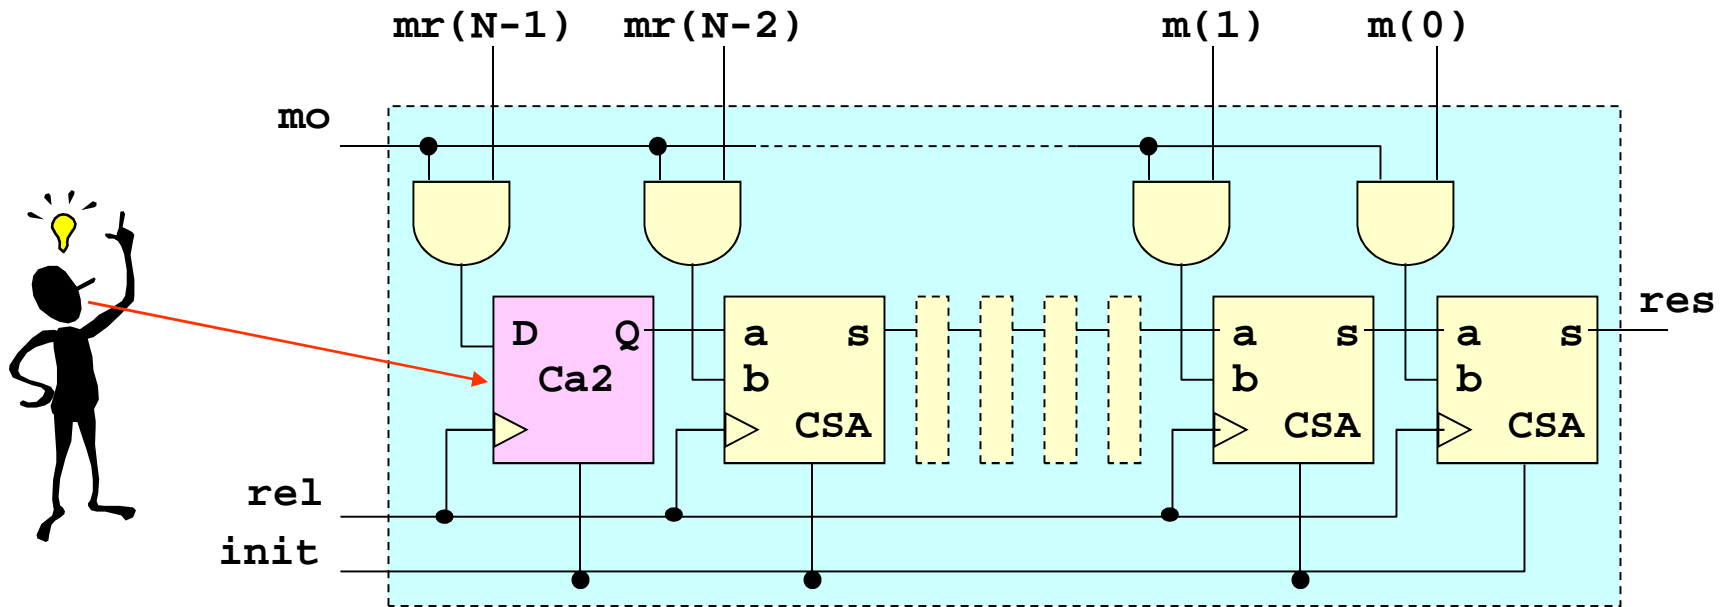 mr(N-1) mr(N-2) m(1) m(0)
mo
res
D Q a s a s a s
Ca2 b b b
CSA CSA CSA
rel
init